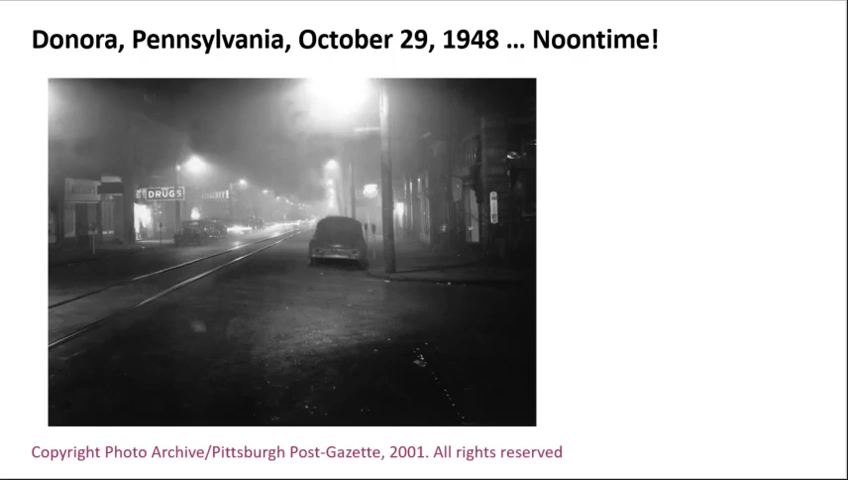 Donora, Pennsylvania, October 29, 1948 … Noontime!
DRUGS
Copyright Photo Archive/Pittsburgh Post-Gazette, 2001. All rights reserved